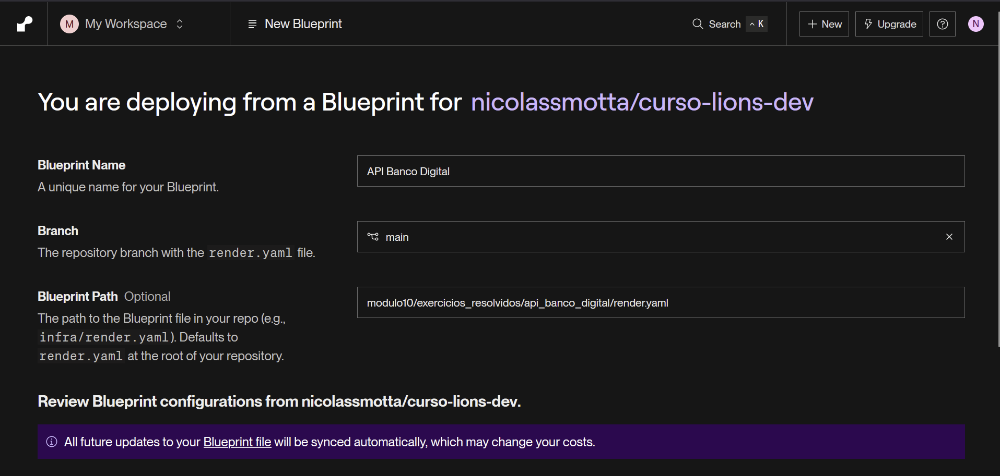 M My Workspace
New Blueprint
Search ^ K
+ New
Upgrade
?
N
You are deploying from a Blueprint for nicolassmotta/curso-lions-dev
Blueprint Name
A unique name for your Blueprint.
API Banco Digital
Branch
The repository branch with the render.yaml file.
main
Blueprint Path Optional
The path to the Blueprint file in your repo (e.g.,
infra/render.yaml). Defaults to
render.yaml at the root of your repository.
modulo10/exercicios_resolvidos/api_banco_digital/render.yaml
Review Blueprint configurations from nicolassmotta/curso-lions-dev.
All future updates to your Blueprint file will be synced automatically, which may change your costs.